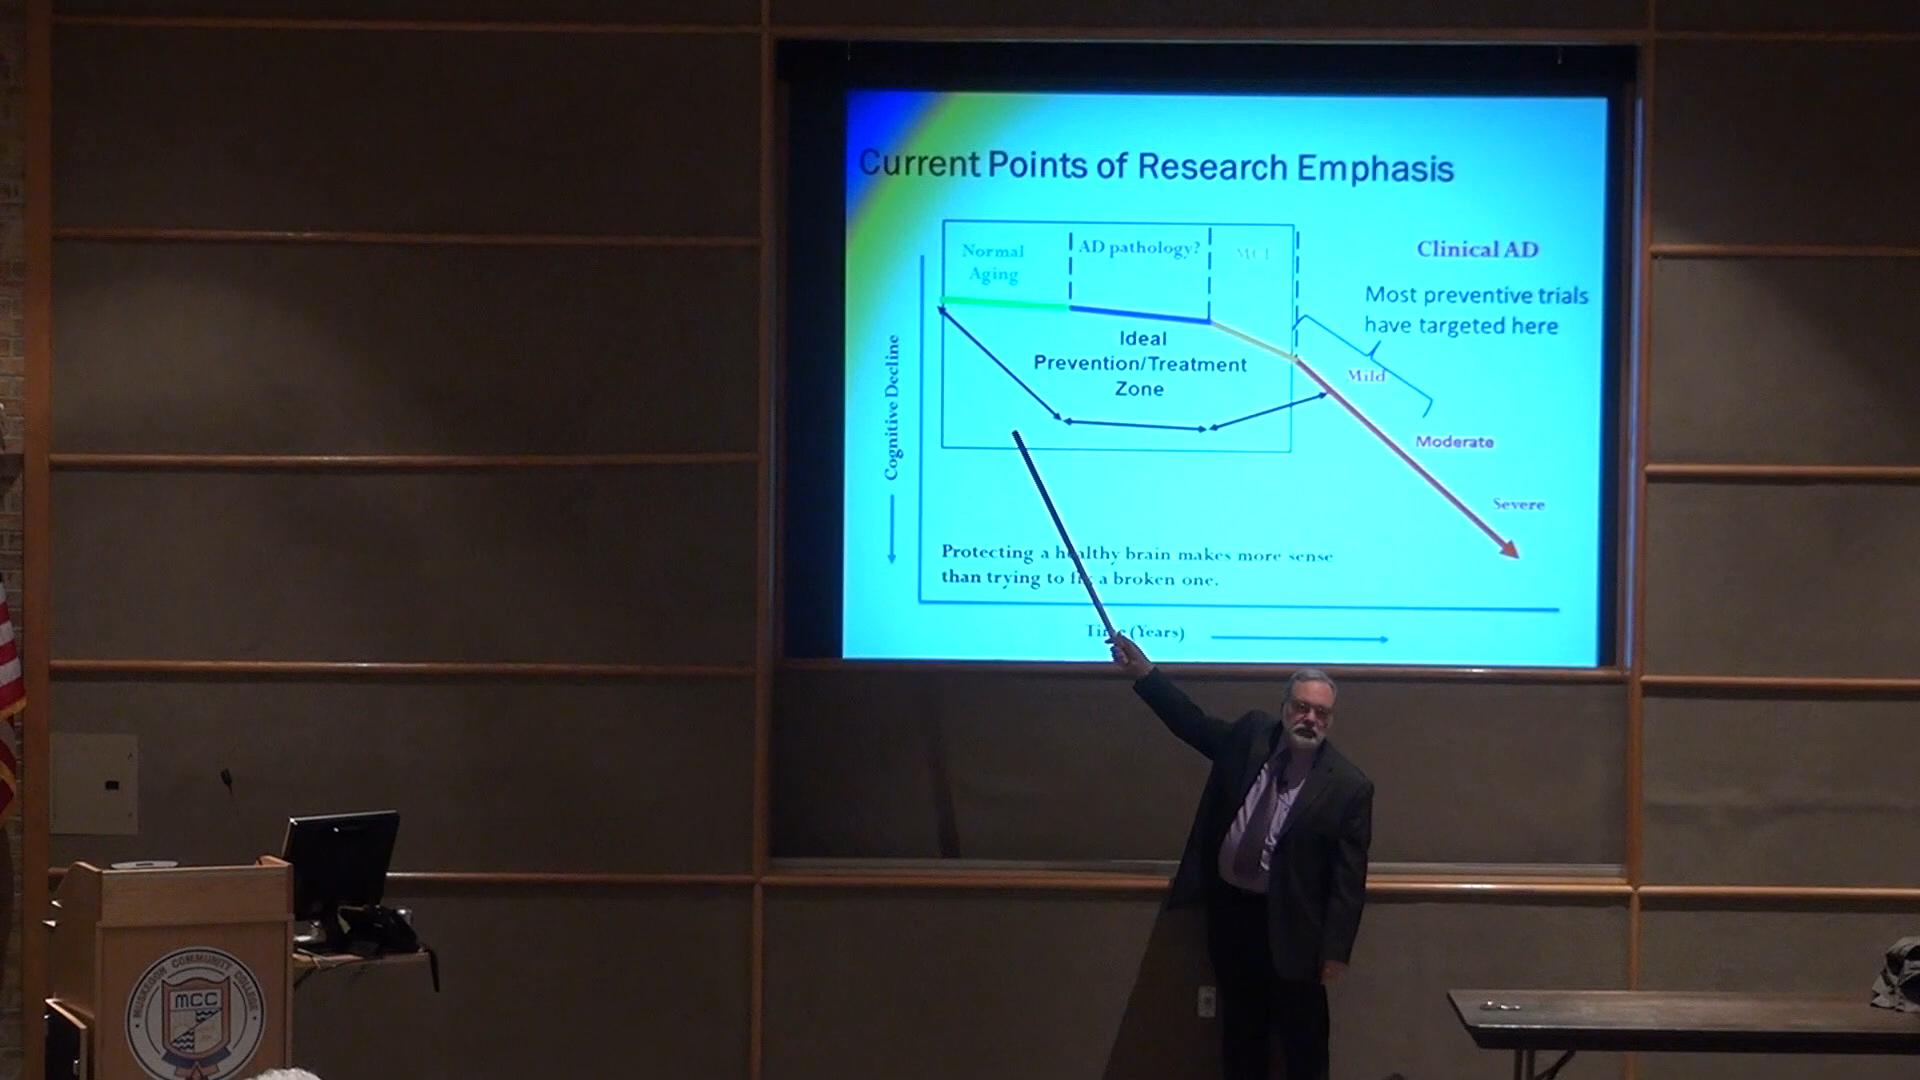 Current Points of Research Emphasis
Normal
Aging
AD pathology?
MCI
Clinical AD
Most preventive trials
have targeted here
Ideal
Prevention/Treatment
Zone
Mild
Moderate
Severe
Cognitive Decline
Protecting a healthy brain makes more sense
than trying to fix a broken one.
Time (Years)
MUSKEGON COMMUNITY COLLEGE
MCC